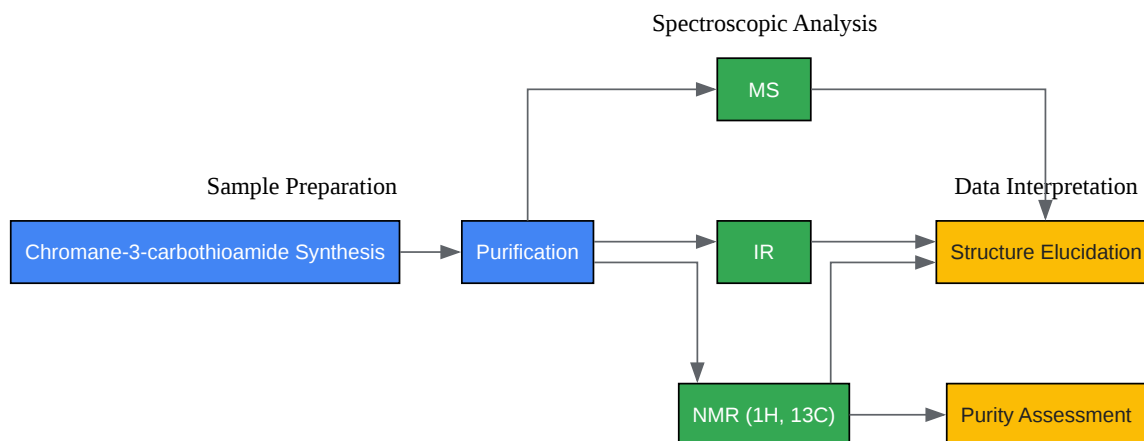 Spectroscopic Analysis
MS
Sample Preparation
Data Interpretation
Chromane-3-carbothioamide Synthesis
Purification
IR
Structure Elucidation
NMR (1H, 13C)
Purity Assessment